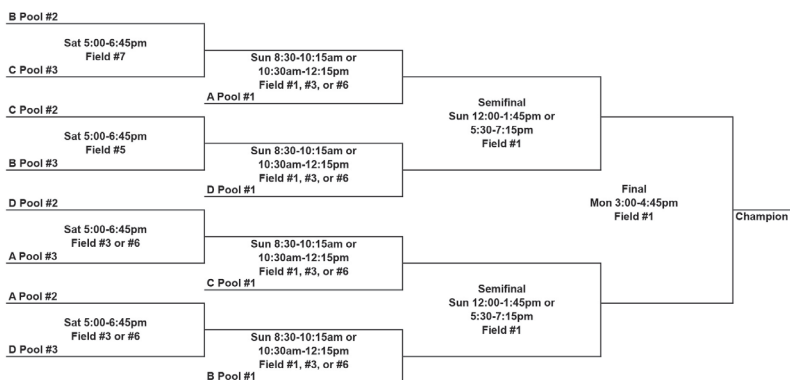 B Pool #2
Sat 5:00-6:45pm
Field #7
C Pool #3
Sun 8:30-10:15am or
10:30am-12:15pm
Field #1, #3, or #6
A Pool #1
C Pool #2
Sat 5:00-6:45pm
Field #5
B Pool #3
Sun 8:30-10:15am or
10:30am-12:15pm
Field #1, #3, or #6
D Pool #1
Semifinal
Sun 12:00-1:45pm or
5:30-7:15pm
Field #1
D Pool #2
Sat 5:00-6:45pm
Field #3 or #6
A Pool #3
Sun 8:30-10:15am or
10:30am-12:15pm
Field #1, #3, or #6
C Pool #1
A Pool #2
Sat 5:00-6:45pm
Field #3 or #6
D Pool #3
Sun 8:30-10:15am or
10:30am-12:15pm
Field #1, #3, or #6
B Pool #1
Semifinal
Sun 12:00-1:45pm or
5:30-7:15pm
Field #1
Final
Mon 3:00-4:45pm
Field #1
Champion